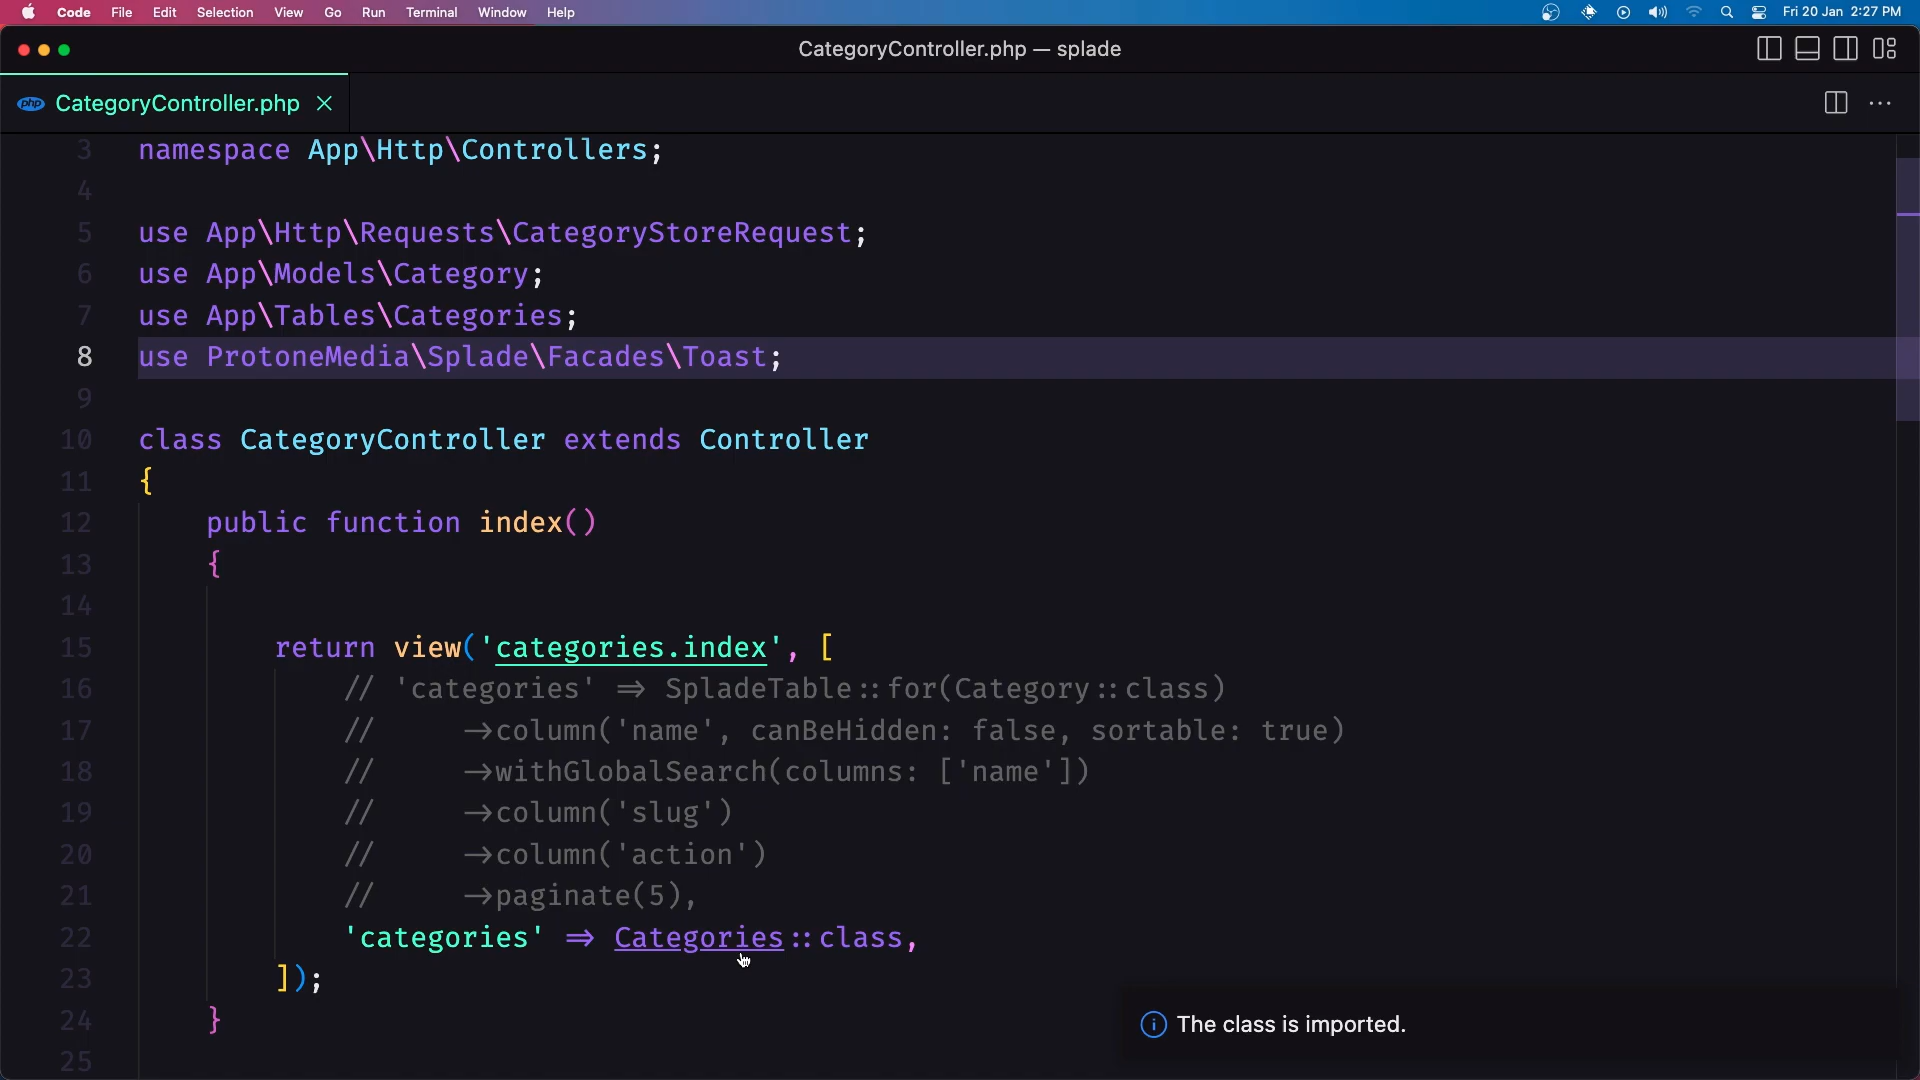 Code File Edit Selection View Go Run Terminal Window Help Fri 20 Jan 2:27 PM
CategoryController.php — splade
php CategoryController.php
3 namespace App\Http\Controllers;
4
5 use App\Http\Requests\CategoryStoreRequest;
6 use App\Models\Category;
7 use App\Tables\Categories;
8 use ProtoneMedia\Splade\Facades\Toast;
9
10 class CategoryController extends Controller
11 {
12 public function index()
13 {
14
15 return view('categories.index', [
16 // 'categories' => SpladeTable::for(Category::class)
17 // ->column('name', canBeHidden: false, sortable: true)
18 // ->withGlobalSearch(columns: ['name'])
19 // ->column('slug')
20 // ->column('action')
21 // ->paginate(5),
22 'categories' => Categories::class,
23 ]);
24 }
25
The class is imported.